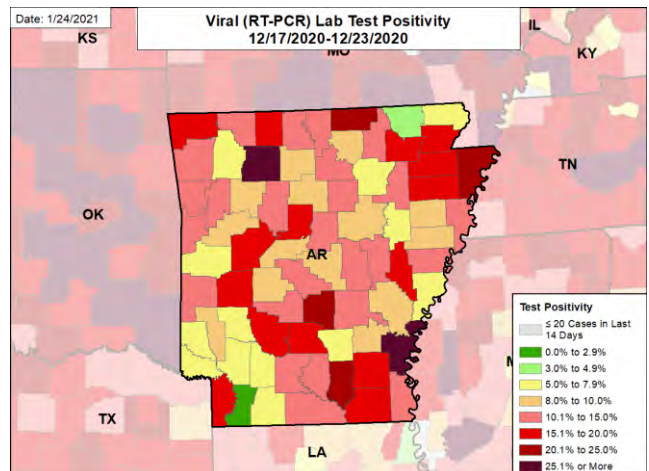 Date: 1/24/2021
Viral (RT-PCR) Lab Test Positivity
12/17/2020-12/23/2020
KS
MO
IL
KY
TN
OK
AR
TX
LA
M
Test Positivity
≤ 20 Cases in Last
14 Days
0.0% to 2.9%
3.0% to 4.9%
5.0% to 7.9%
8.0% to 10.0%
10.1% to 15.0%
15.1% to 20.0%
20.1% to 25.0%
25.1% or More